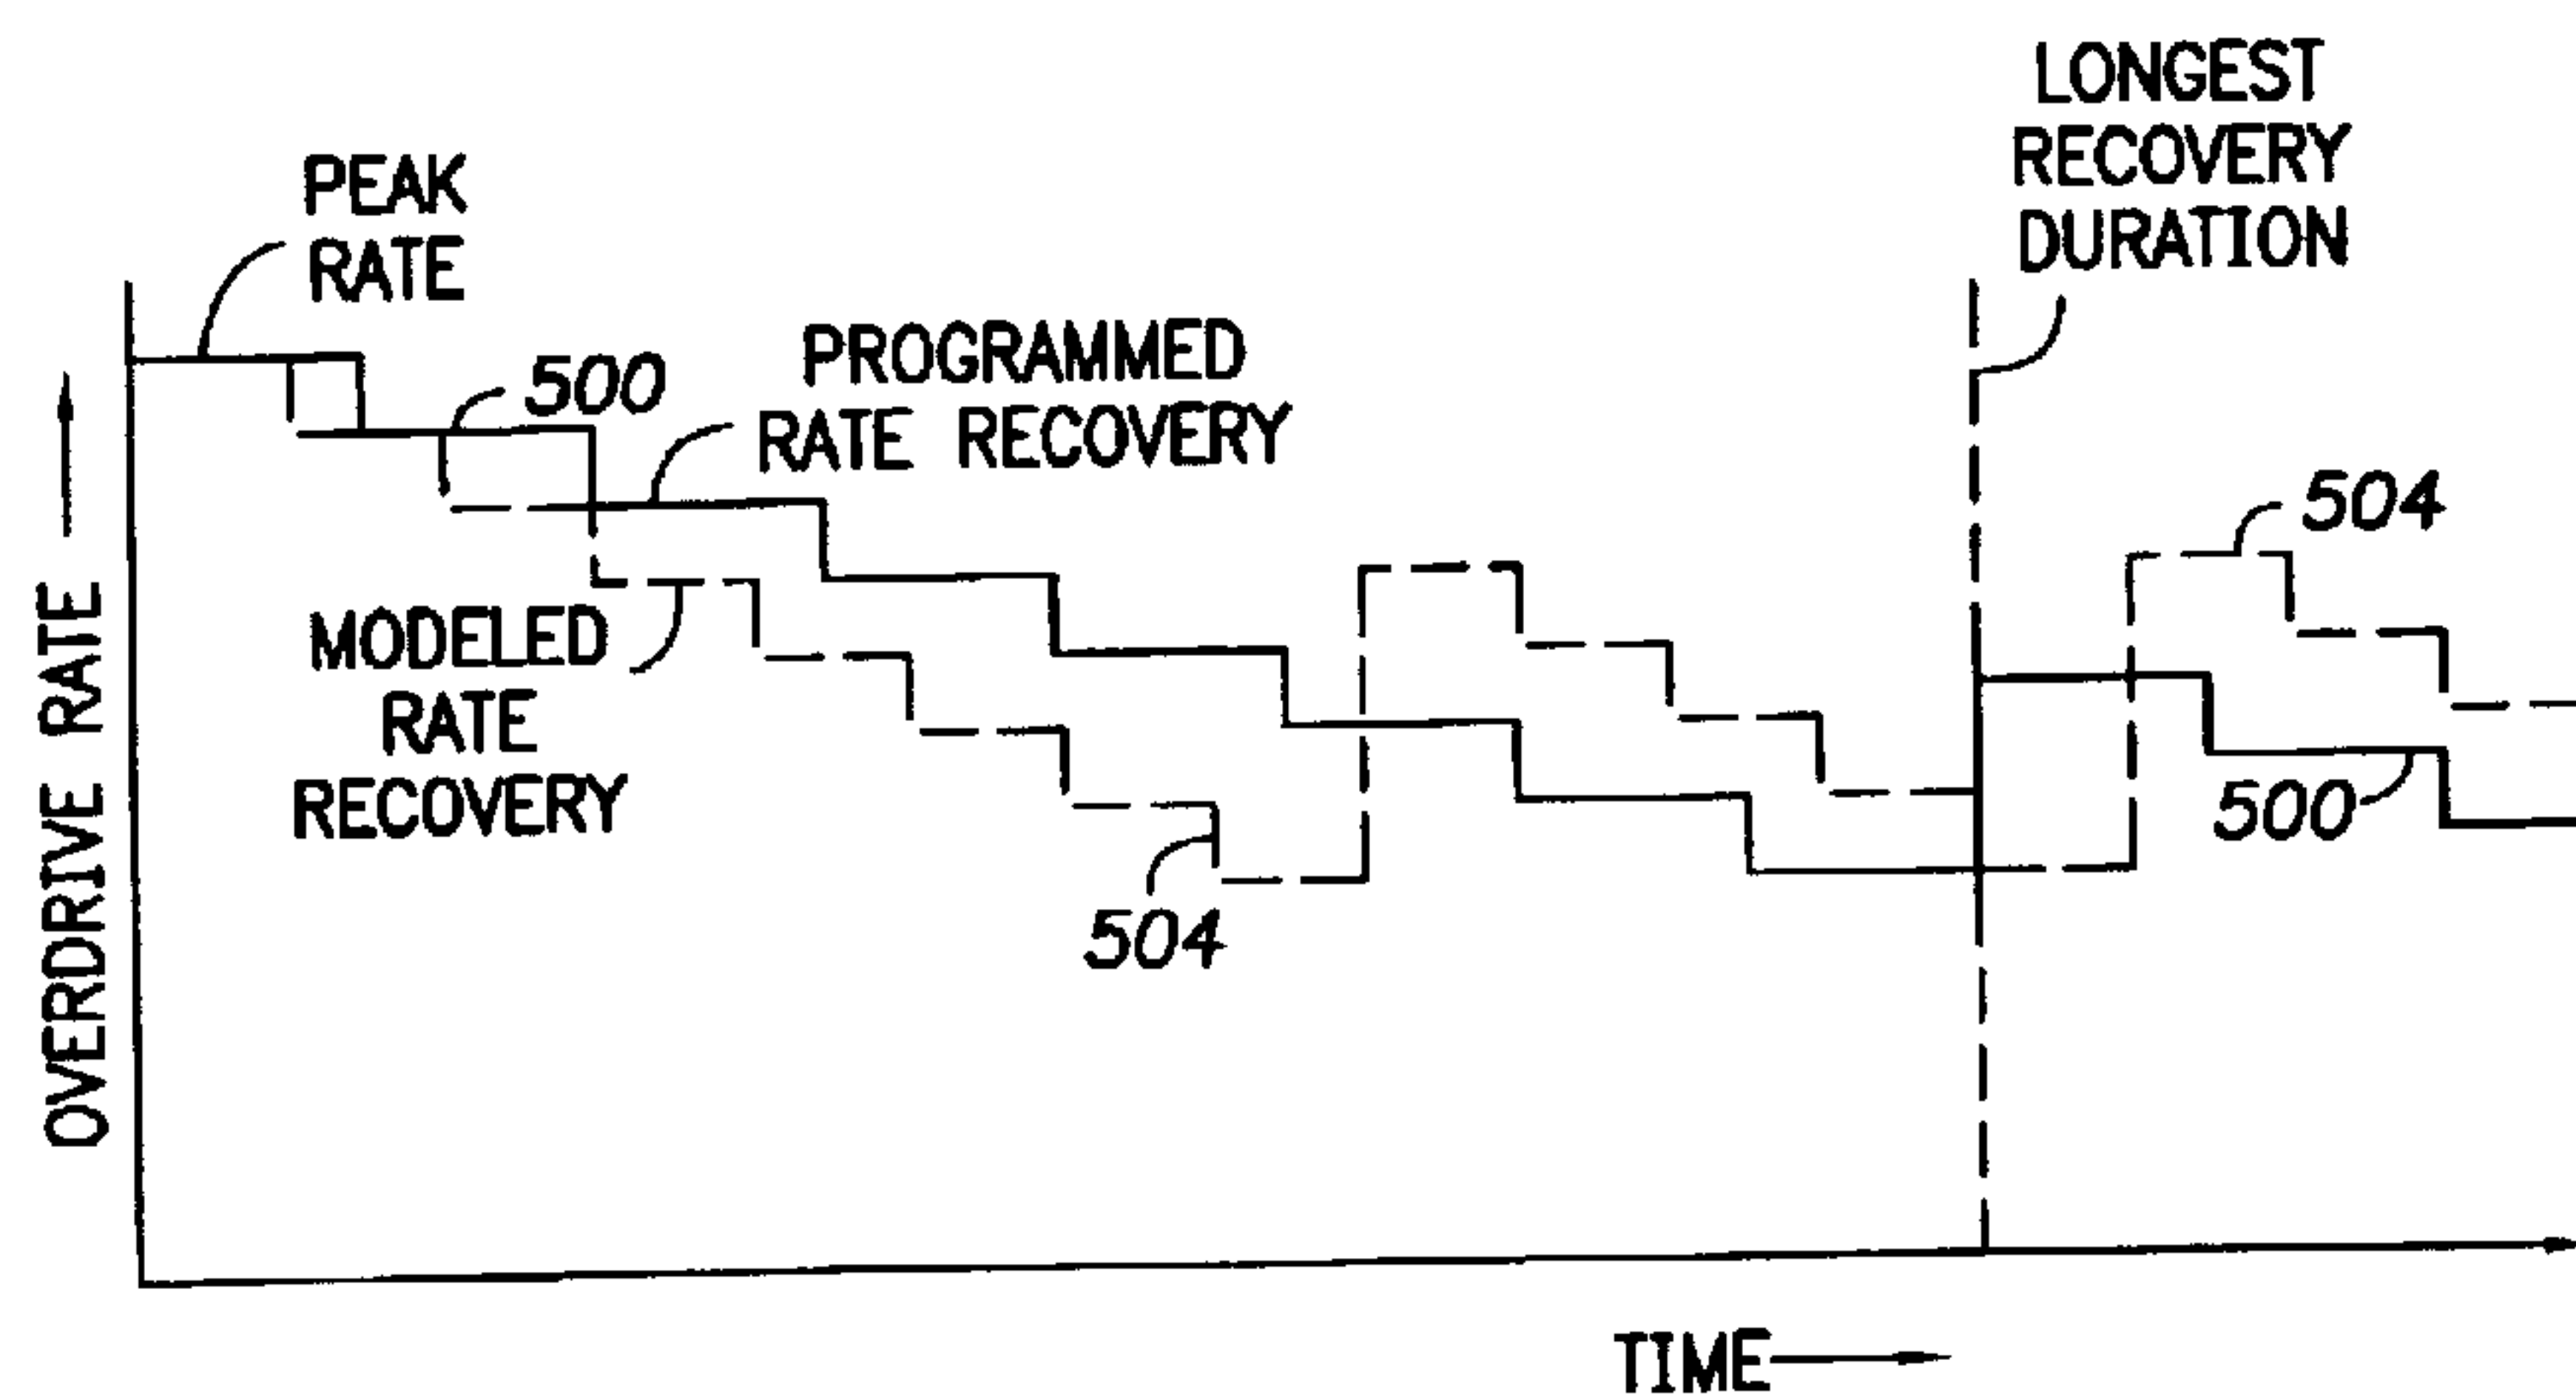 LONGEST
RECOVERY
DURATION
PEAK
RATE
500
PROGRAMMED
RATE RECOVERY
504
MODELED
RATE
RECOVERY
500
504
OVERDRIVE RATE
TIME